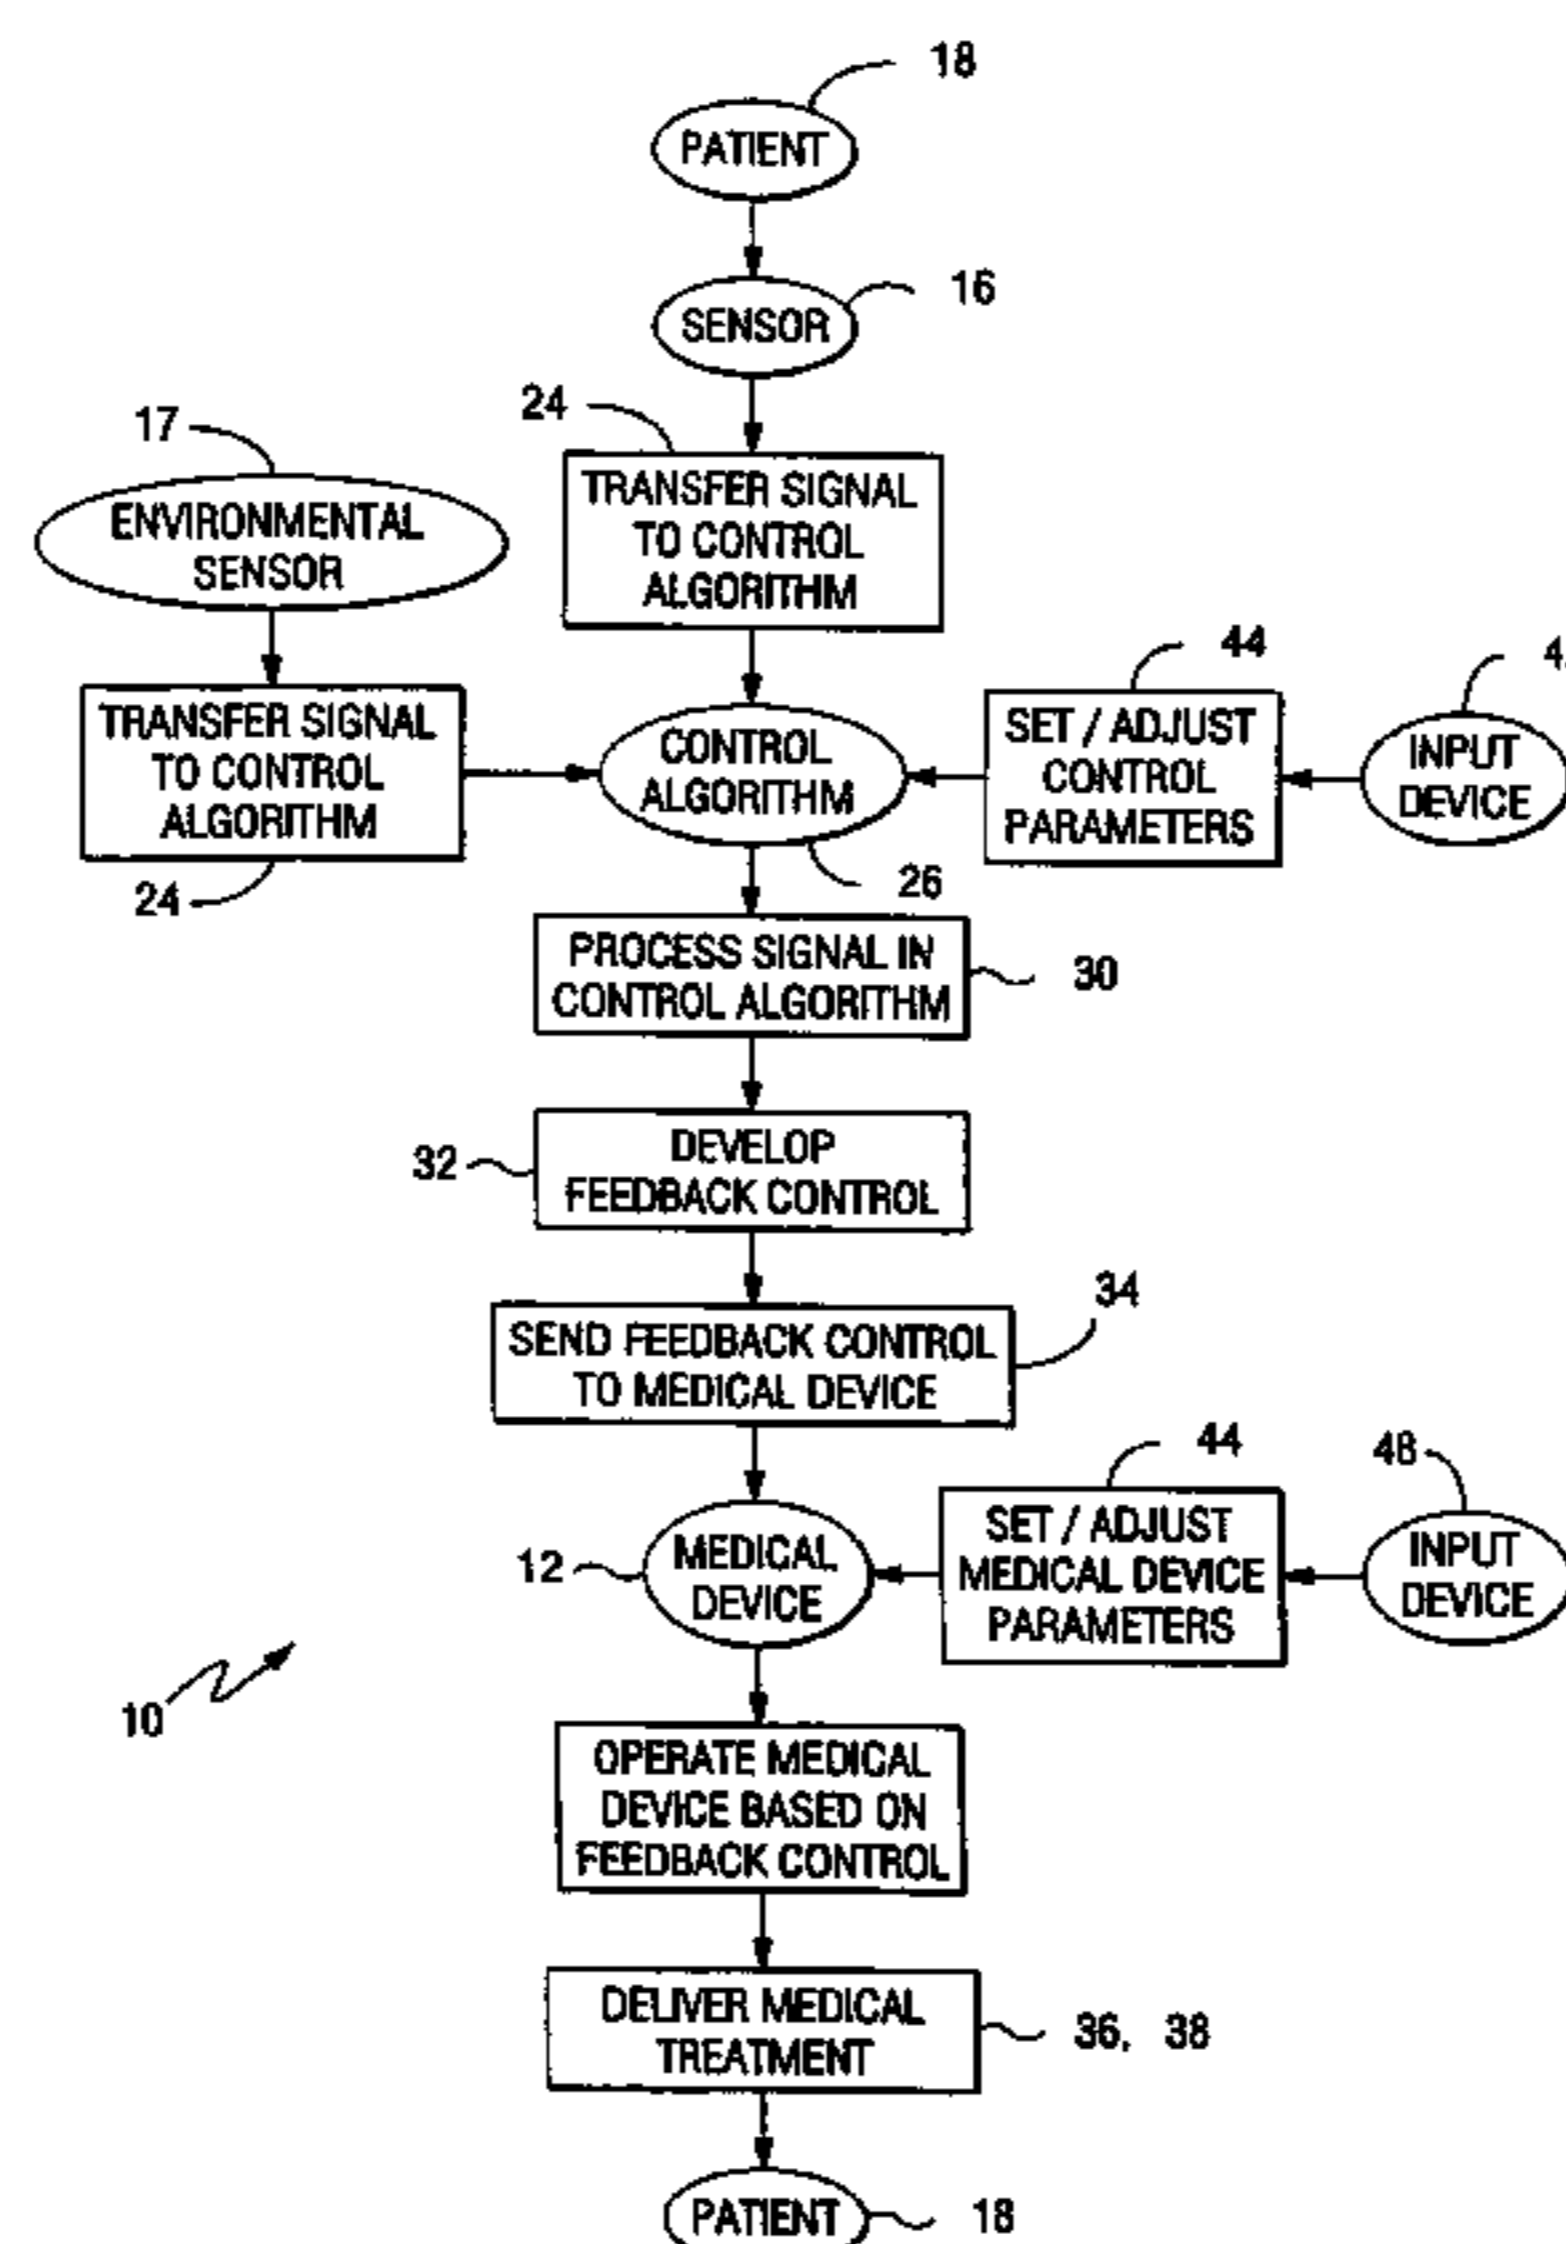 18
PATIENT
16
SENSOR
24
TRANSFER SIGNAL
TO CONTROL
ALGORITHM
17
ENVIRONMENTAL
SENSOR
TRANSFER SIGNAL
TO CONTROL
ALGORITHM
24
CONTROL
ALGORITHM
26
44
SET / ADJUST
CONTROL
PARAMETERS
INPUT
DEVICE
PROCESS SIGNAL IN
CONTROL ALGORITHM
30
32
DEVELOP
FEEDBACK CONTROL
34
SEND FEEDBACK CONTROL
TO MEDICAL DEVICE
12
MEDICAL
DEVICE
44
SET / ADJUST
MEDICAL DEVICE
PARAMETERS
48
INPUT
DEVICE
10
OPERATE MEDICAL
DEVICE BASED ON
FEEDBACK CONTROL
DELIVER MEDICAL
TREATMENT
36, 38
PATIENT
18